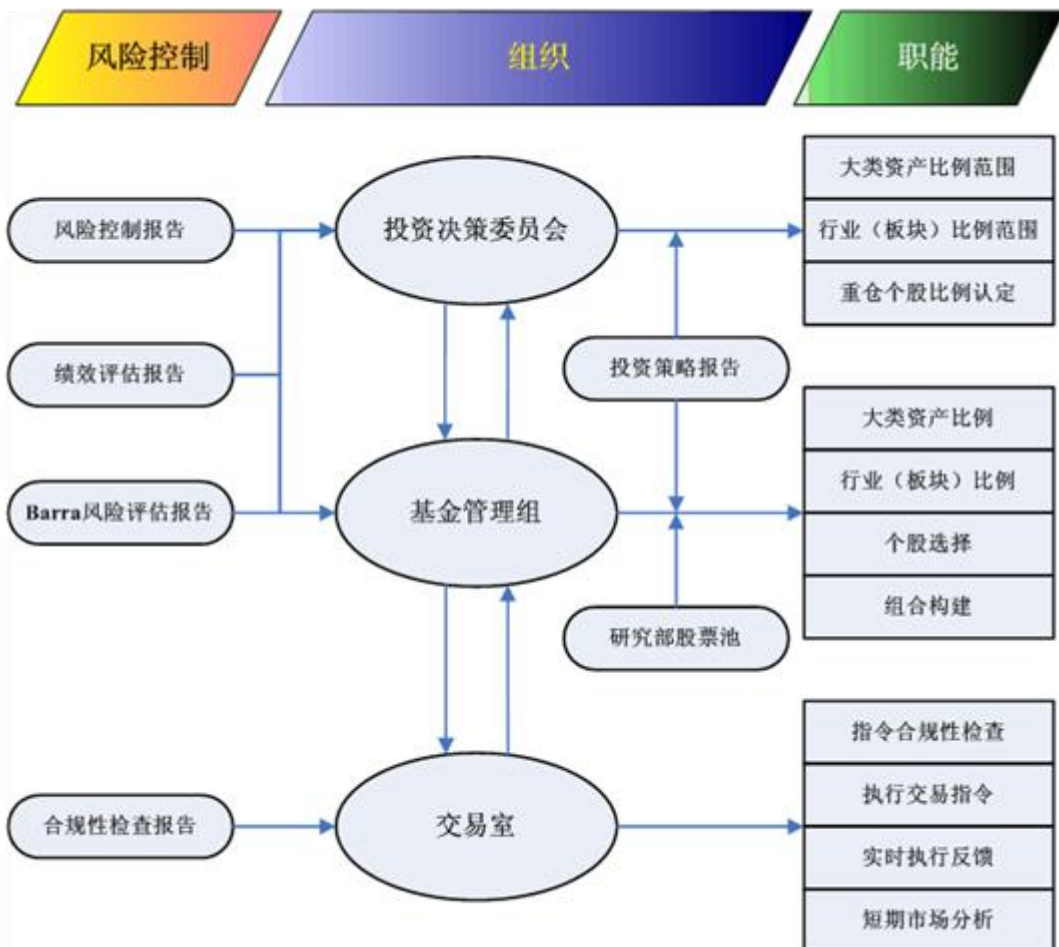 风险控制
组织
职能
风险控制报告
绩效评估报告
Barra风险评估报告
合规性检查报告
投资决策委员会
基金管理组
交易室
投资策略报告
研究部股票池
大类资产比例范围
行业（板块）比例范围
重仓个股比例认定
大类资产比例
行业（板块）比例
个股选择
组合构建
指令合规性检查
执行交易指令
实时执行反馈
短期市场分析